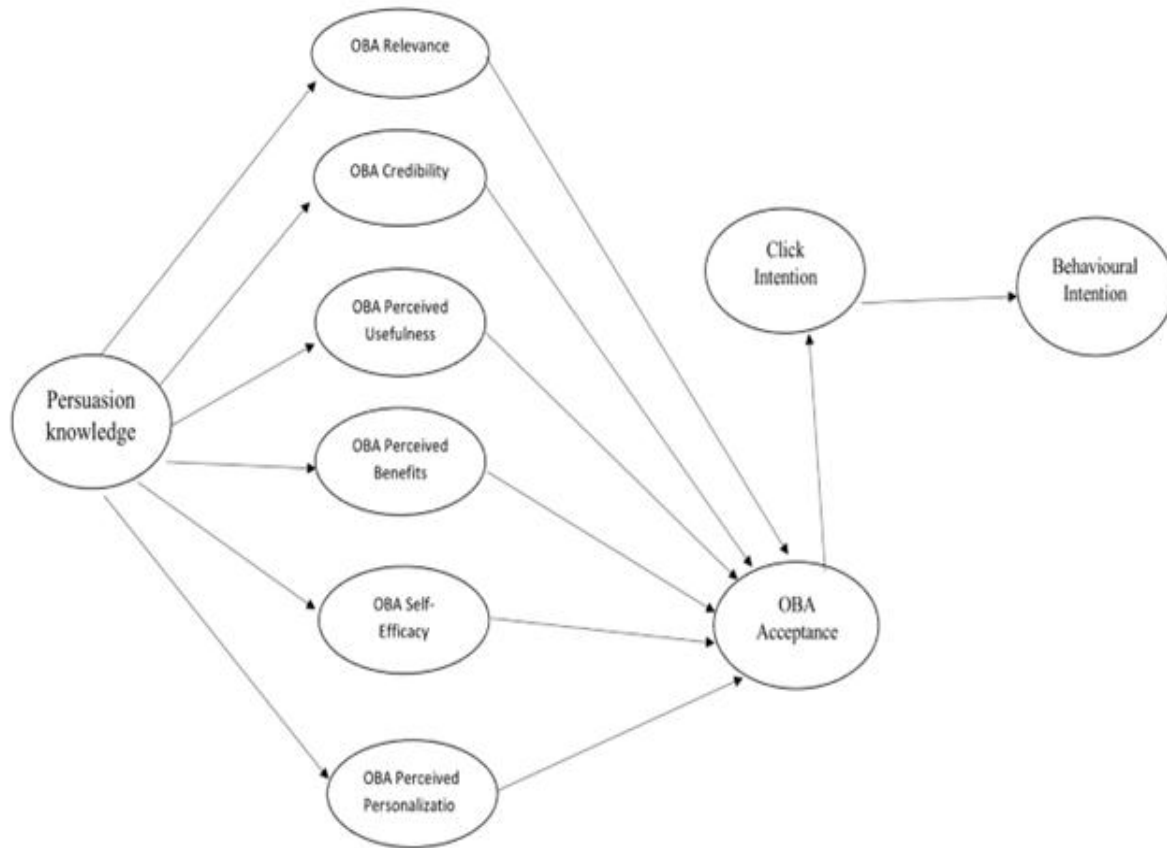 OBA Relevance
OBA Credibility
OBA Perceived
Usefulness
Persuasion
knowledge
OBA Perceived
Benefits
OBA Self-
Efficacy
OBA Perceived
Personalizatio
Click
Intention
Behavioural
Intention
OBA
Acceptance